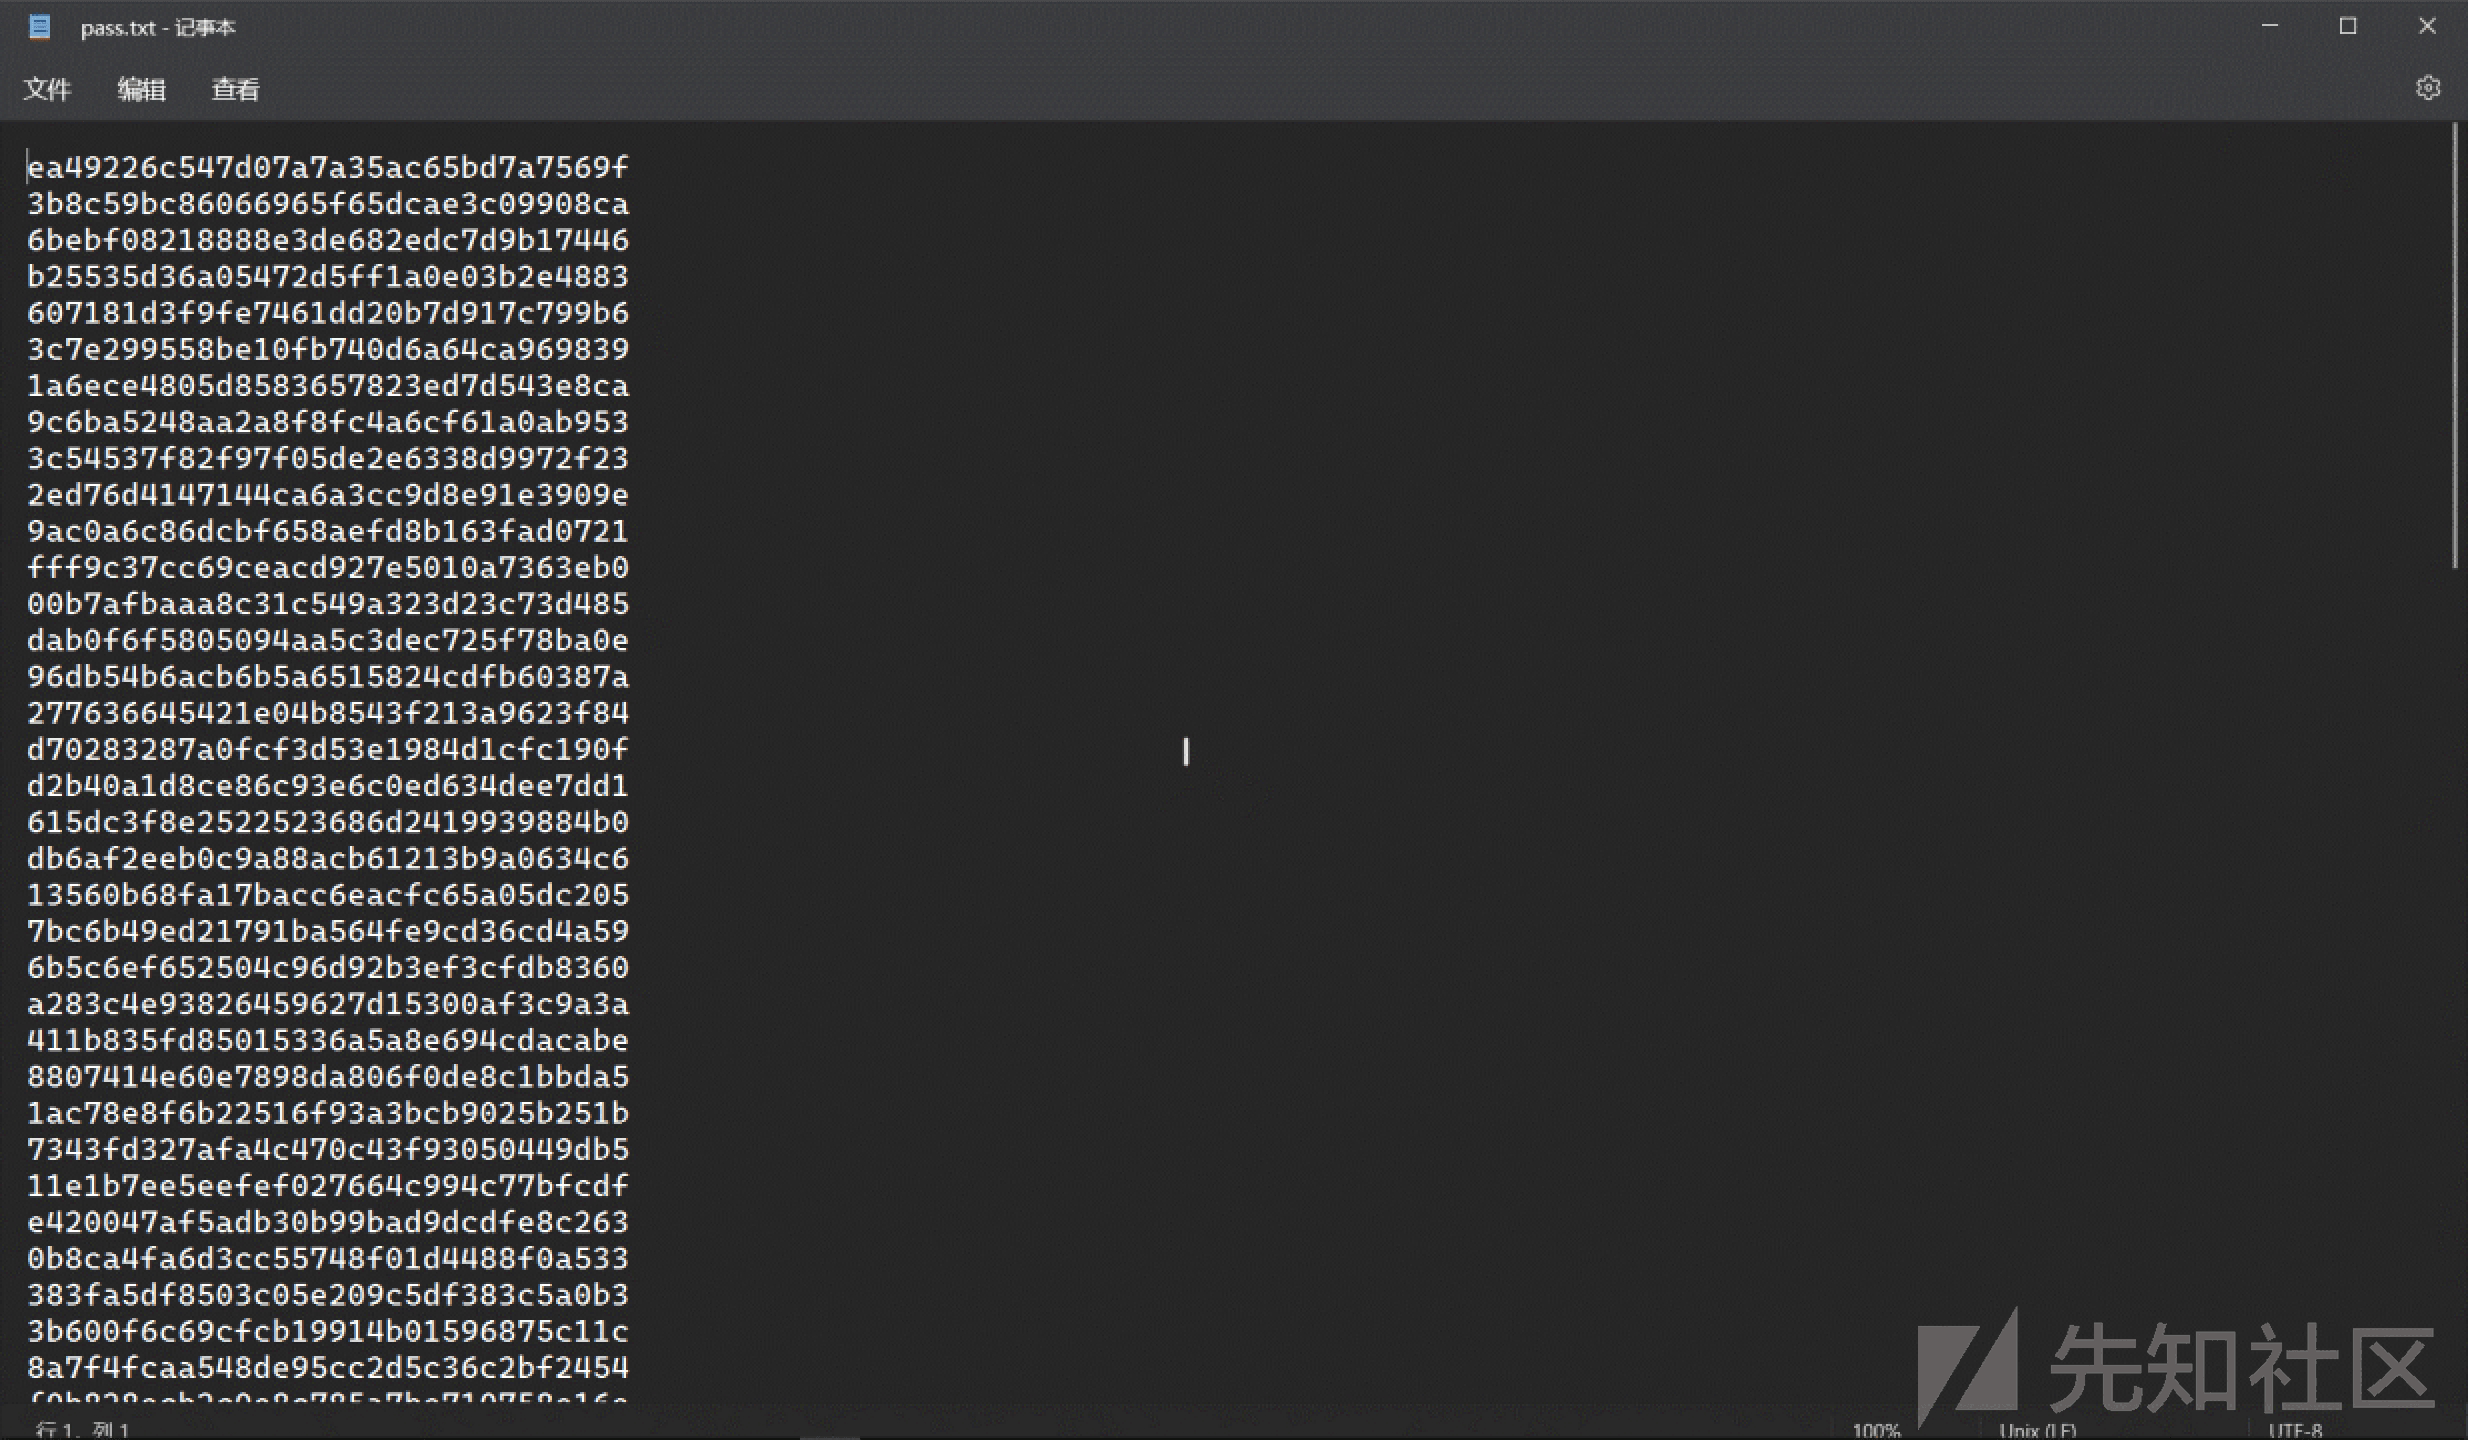 pass.txt - 记事本
文件 编辑 查看
ea49226c547d07a7a35ac65bd7a7569f
3b8c59bc86066965f65dcae3c09908ca
6bebf08218888e3de682edc7d9b17446
b25535d36a05472d5ff1a0e03b2e4883
607181d3f9fe7461dd20b7d917c799b6
3c7e299558be10fb740d6a64ca969839
1a6ece4805d8583657823ed7d543e8ca
9c6ba5248aa2a8f8fc4a6cf61a0ab953
3c54537f82f97f05de2e6338d9972f23
2ed76d4147144ca6a3cc9d8e91e3909e
9ac0a6c86dcbf658aefd8b163fad0721
fff9c37cc69ceacd927e5010a7363eb0
00b7afbaaa8c31c549a323d23c73d485
dab0f6f5805094aa5c3dec725f78ba0e
96db54b6acb6b5a6515824cdfb60387a
277636645421e04b8543f213a9623f84
d70283287a0fcf3d53e1984d1cfc190f
d2b40a1d8ce86c93e6c0ed634dee7dd1
615dc3f8e2522523686d2419939884b0
db6af2eeb0c9a88acb61213b9a0634c6
13560b68fa17bacc6eacfc65a05dc205
7bc6b49ed21791ba564fe9cd36cd4a59
6b5c6ef652504c96d92b3ef3cfdb8360
a283c4e93826459627d15300af3c9a3a
411b835fd85015336a5a8e694cdacabe
8807414e60e7898da806f0de8c1bbda5
1ac78e8f6b22516f93a3bcb9025b251b
7343fd327afa4c470c43f93050449db5
11e1b7ee5eefef027664c994c77bfcdf
e420047af5adb30b99bad9dcdfe8c263
0b8ca4fa6d3cc55748f01d4488f0a533
383fa5df8503c05e209c5df383c5a0b3
3b600f6c69cfcb19914b01596875c11c
8a7f4fcaa548de95cc2d5c36c2bf2454
先知社区
行 1, 列 1 100% Unix (LF) UTF-8